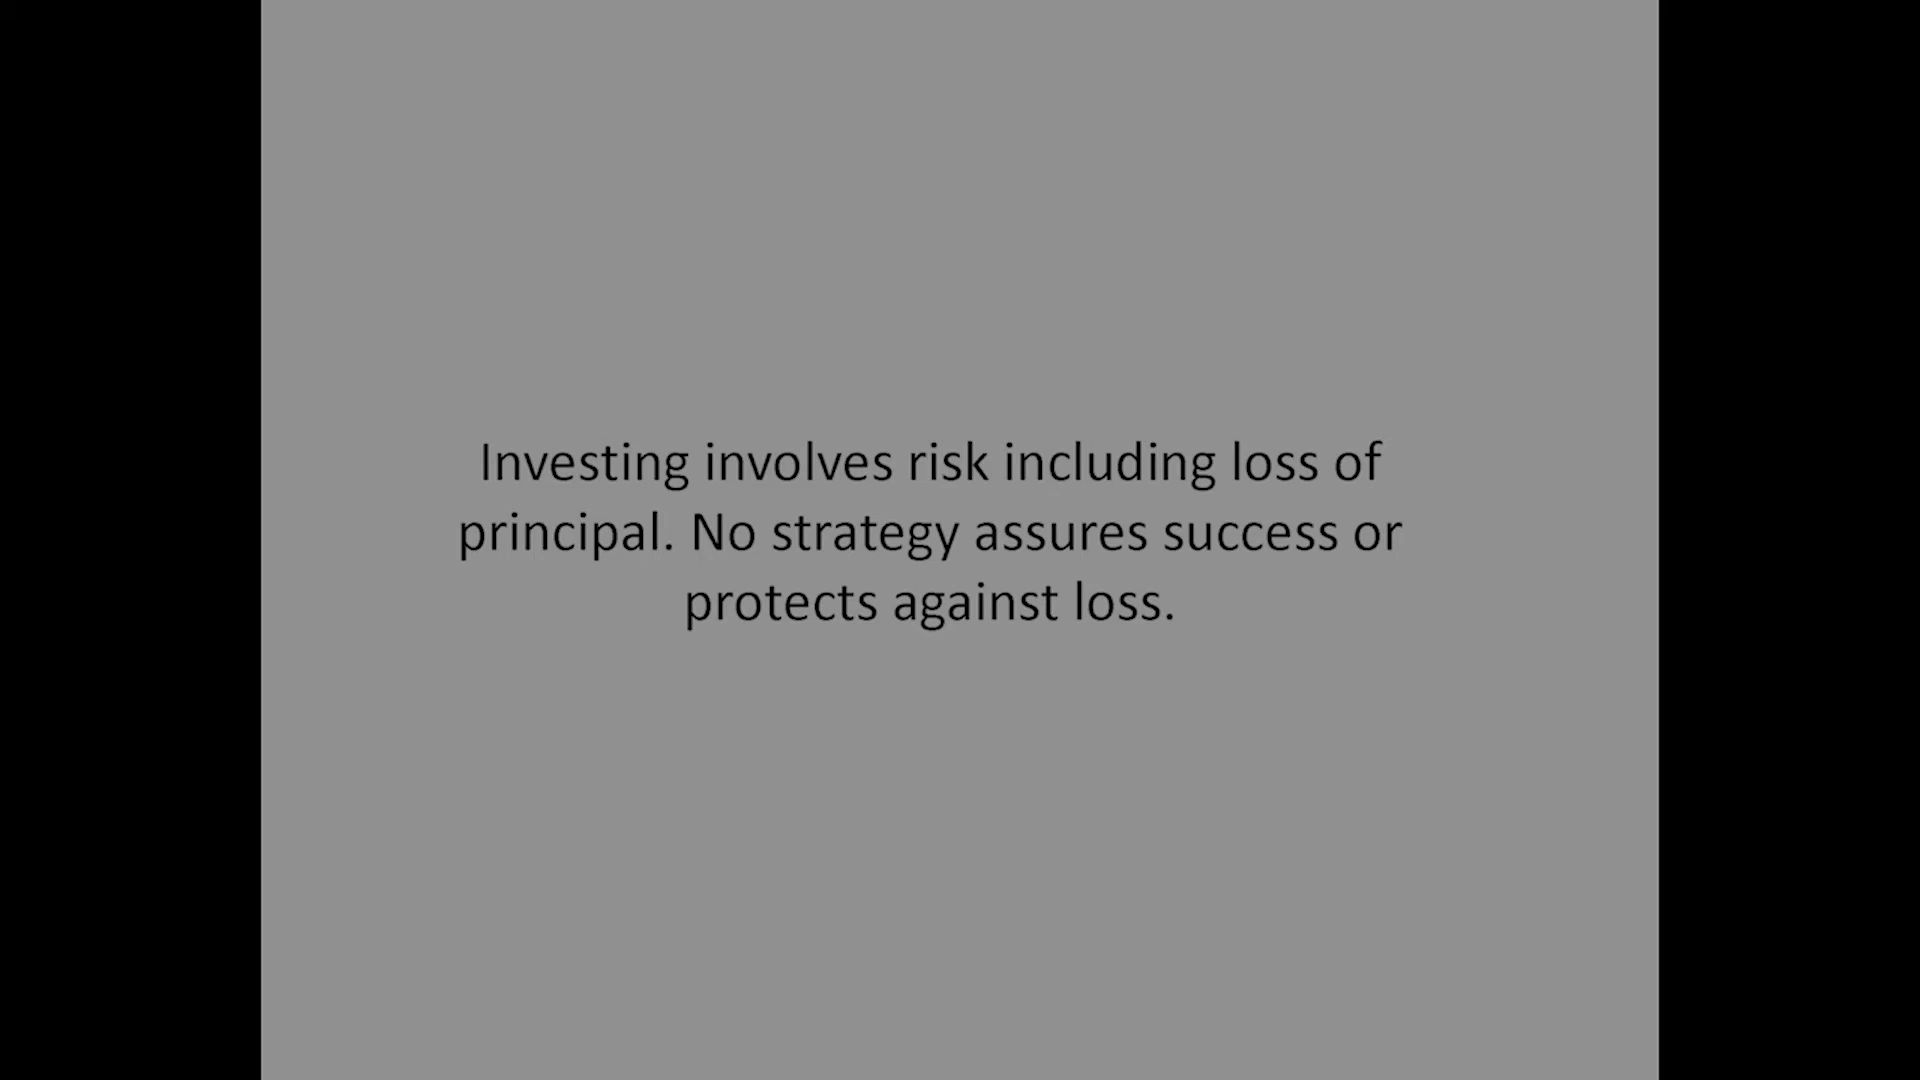 Investing involves risk including loss of
principal. No strategy assures success or
protects against loss.